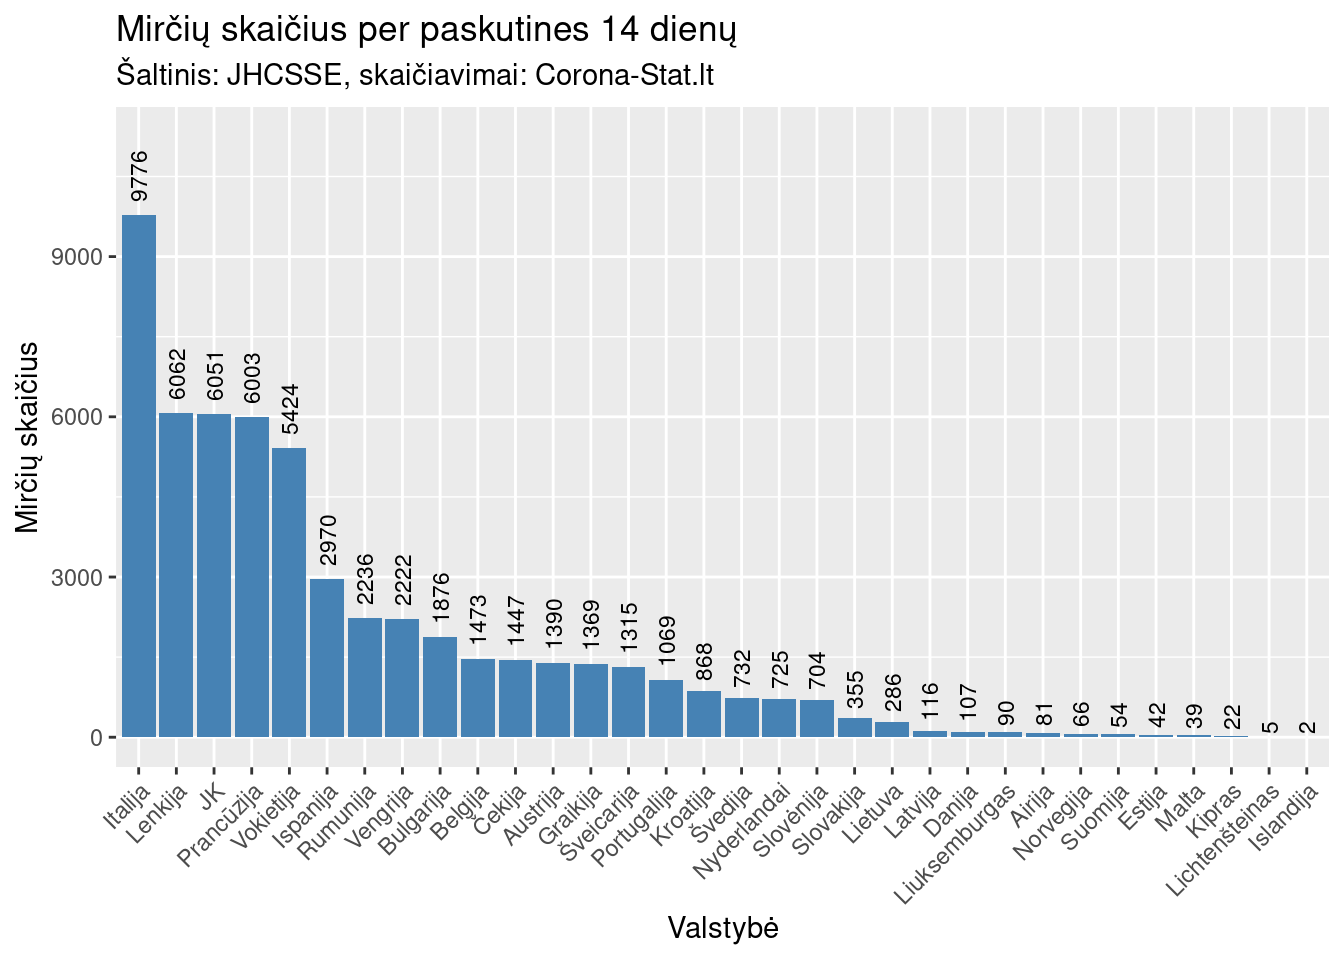 Mirčių skaičius per paskutines 14 dienų
Šaltinis: JHCSSE, skaičiavimai: Corona-Stat.lt
Mirčių skaičius
9000
6000
3000
0
9776
6062
6051
6003
5424
2970
2236
2222
1876
1473
1447
1390
1369
1315
1069
868
732
725
704
355
286
116
107
90
81
66
54
42
39
22
5
2
Italija
Lenkija
JK
Prancūzija
Vokietija
Ispanija
Rumunija
Vengrija
Bulgarija
Belgija
Čekija
Austrija
Graikija
Šveicarija
Portugalija
Kroatija
Švedija
Nyderlandai
Slovėnija
Slovakija
Lietuva
Latvija
Danija
Liuksemburgas
Airija
Norvegija
Suomija
Estija
Malta
Kipras
Lichtenšteinas
Islandija
Valstybė